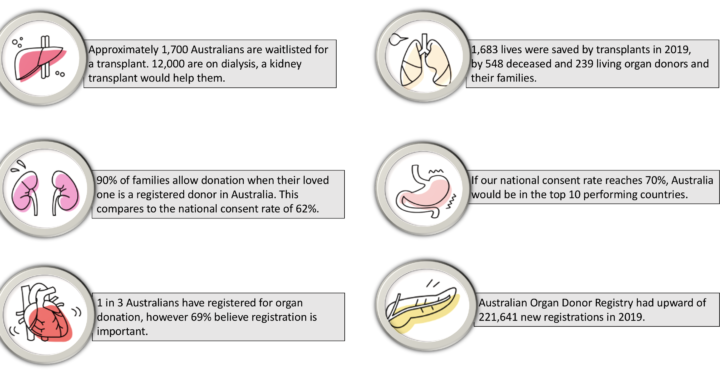 Approximately 1,700 Australians are waitlisted for
a transplant. 12,000 are on dialysis, a kidney
transplant would help them.
1,683 lives were saved by transplants in 2019,
by 548 deceased and 239 living organ donors and
their families.
90% of families allow donation when their loved
one is a registered donor in Australia. This
compares to the national consent rate of 62%.
If our national consent rate reaches 70%, Australia
would be in the top 10 performing countries.
1 in 3 Australians have registered for organ
donation, however 69% believe registration is
important.
Australian Organ Donor Registry had upward of
221,641 new registrations in 2019.